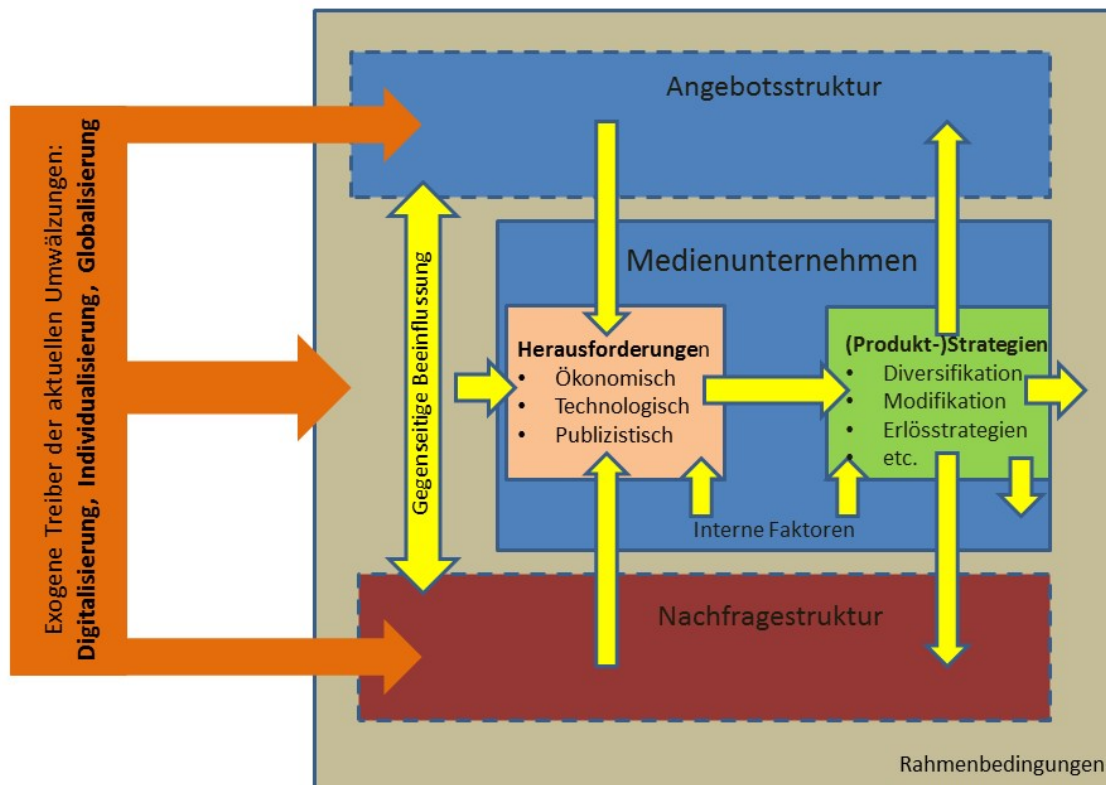 Exogene Treiber der aktuellen Umwälzungen:
Digitalisierung, Individualisierung, Globalisierung
Angebotsstruktur
Gegenseitige Beeinflussung
Medienunternehmen
Herausforderungen
• Ökonomisch
• Technologisch
• Publizistisch
(Produkt-)Strategien
• Diversifikation
• Modifikation
• Erlösstrategien
• etc.
Interne Faktoren
Nachfragestruktur
Rahmenbedingungen